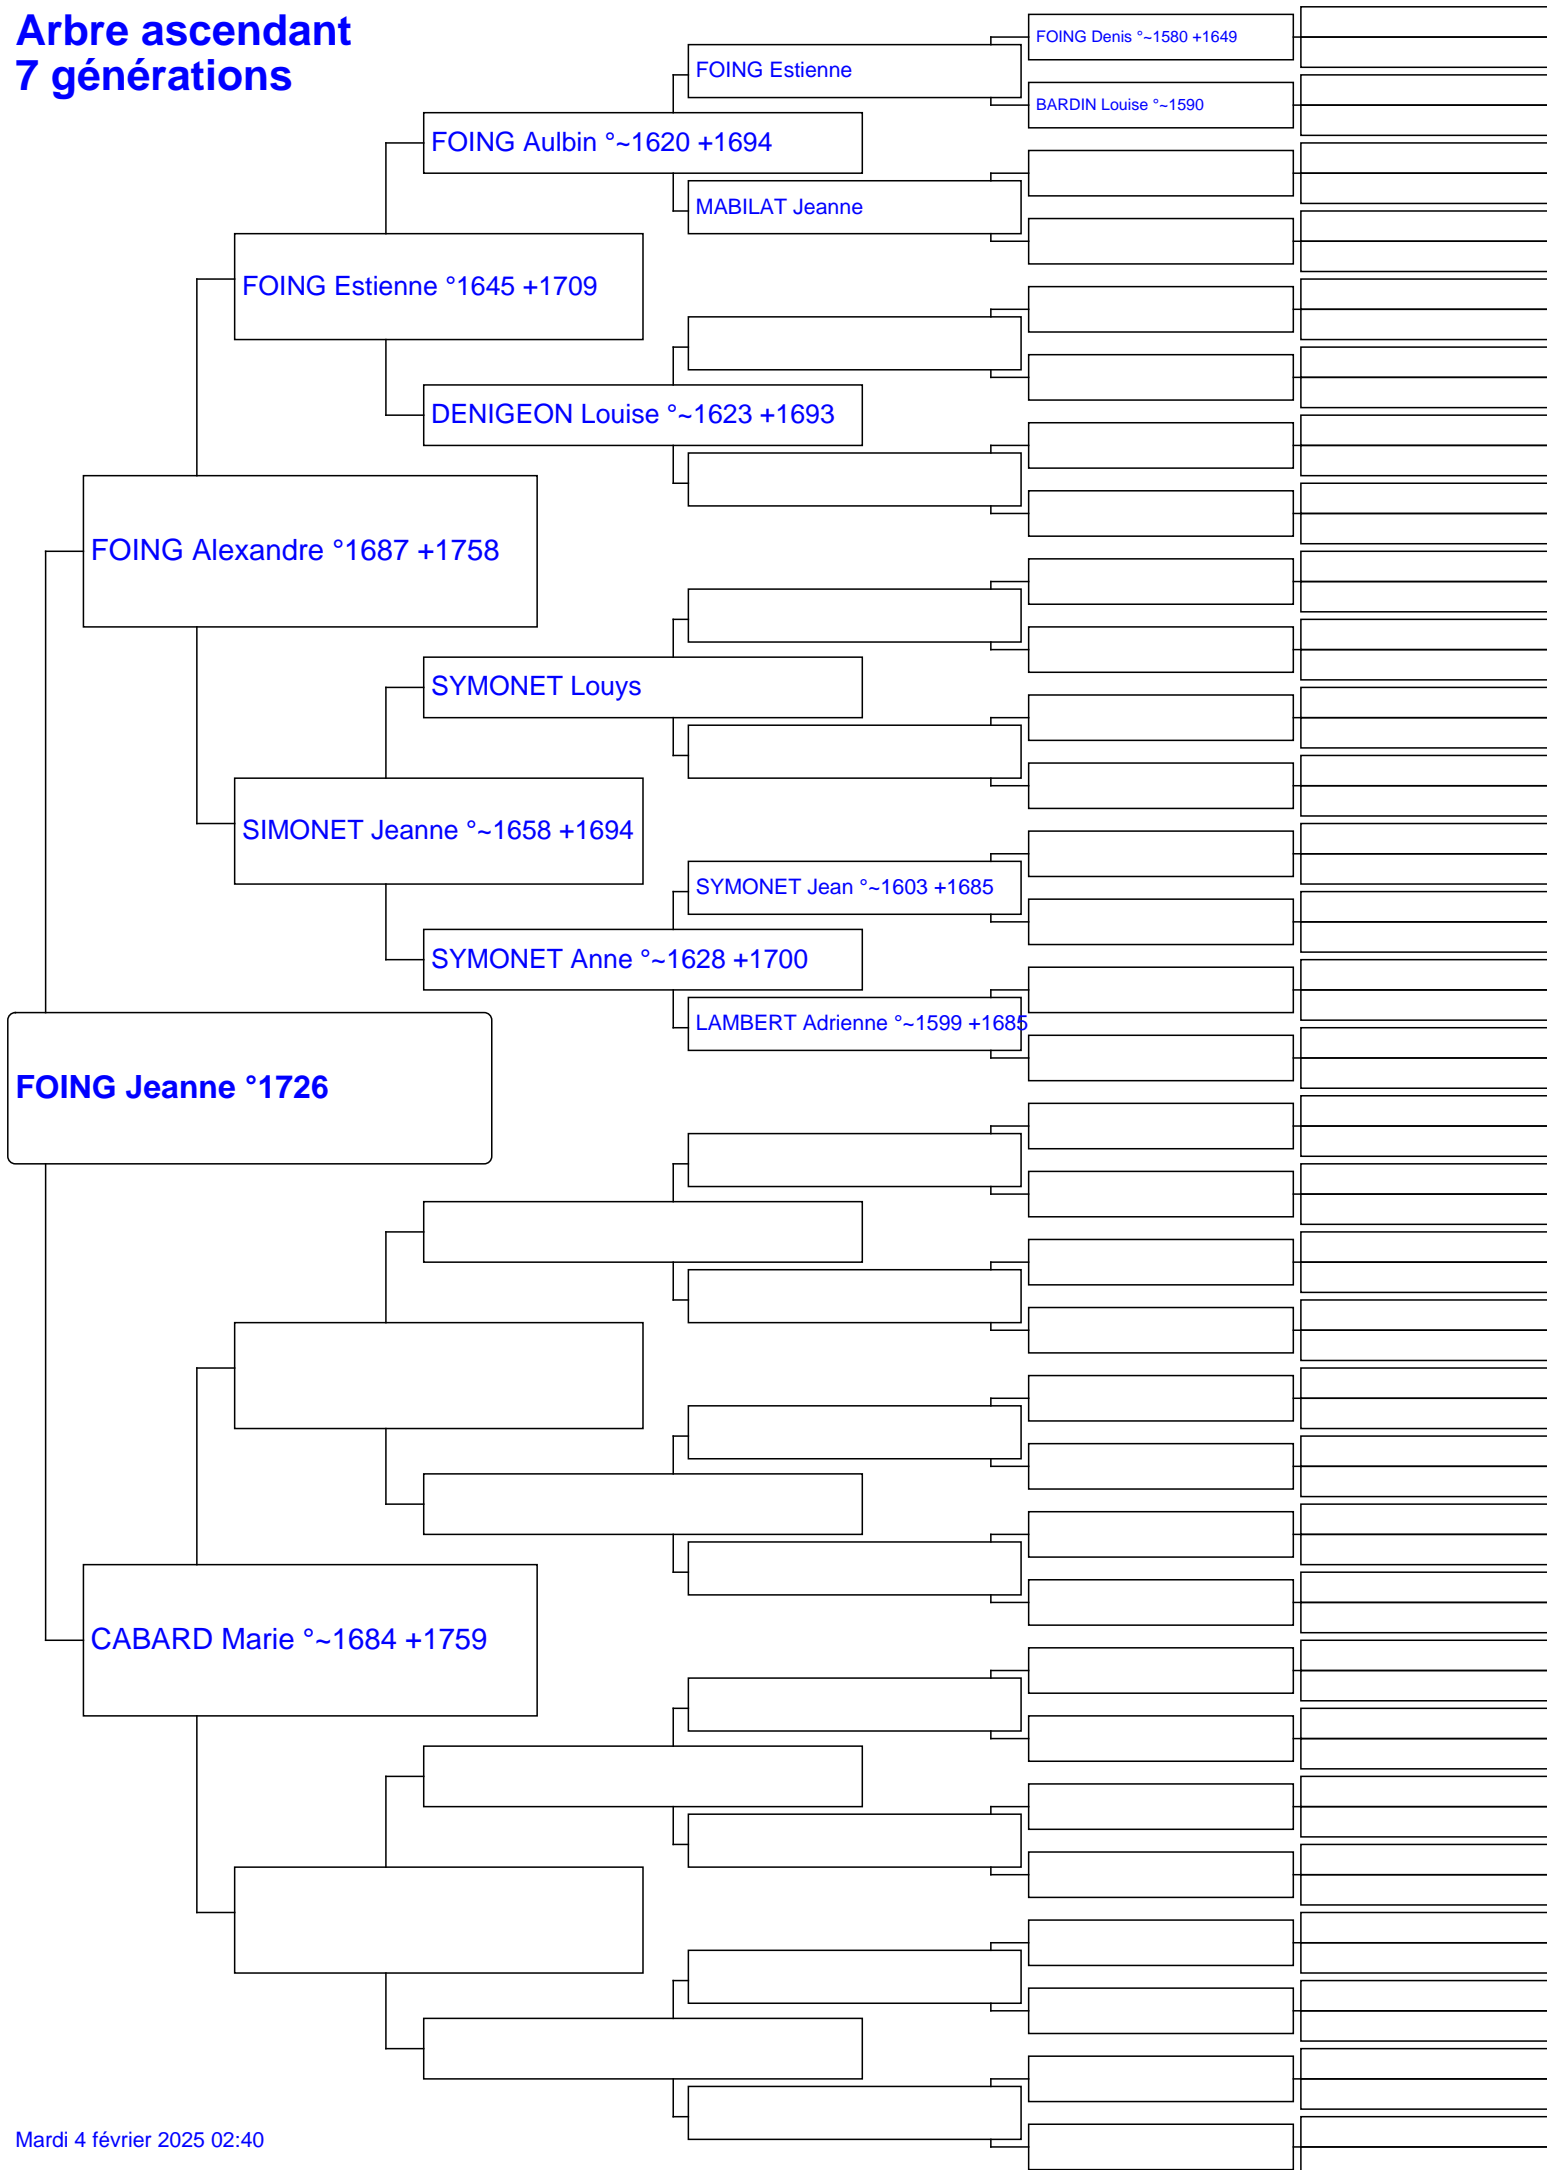 Arbre ascendant
7 générations
FOING Denis °~1580 +1649
FOING Estienne
BARDIN Louise °~1590
FOING Aulbin °~1620 +1694
MABILAT Jeanne
FOING Estienne °1645 +1709
DENIGEON Louise °~1623 +1693
FOING Alexandre °1687 +1758
SYMONET Louys
SIMONET Jeanne °~1658 +1694
SYMONET Jean °~1603 +1685
SYMONET Anne °~1628 +1700
LAMBERT Adrienne °~1599 +1685
FOING Jeanne °1726
CABARD Marie °~1684 +1759
Mardi 4 février 2025 02:40